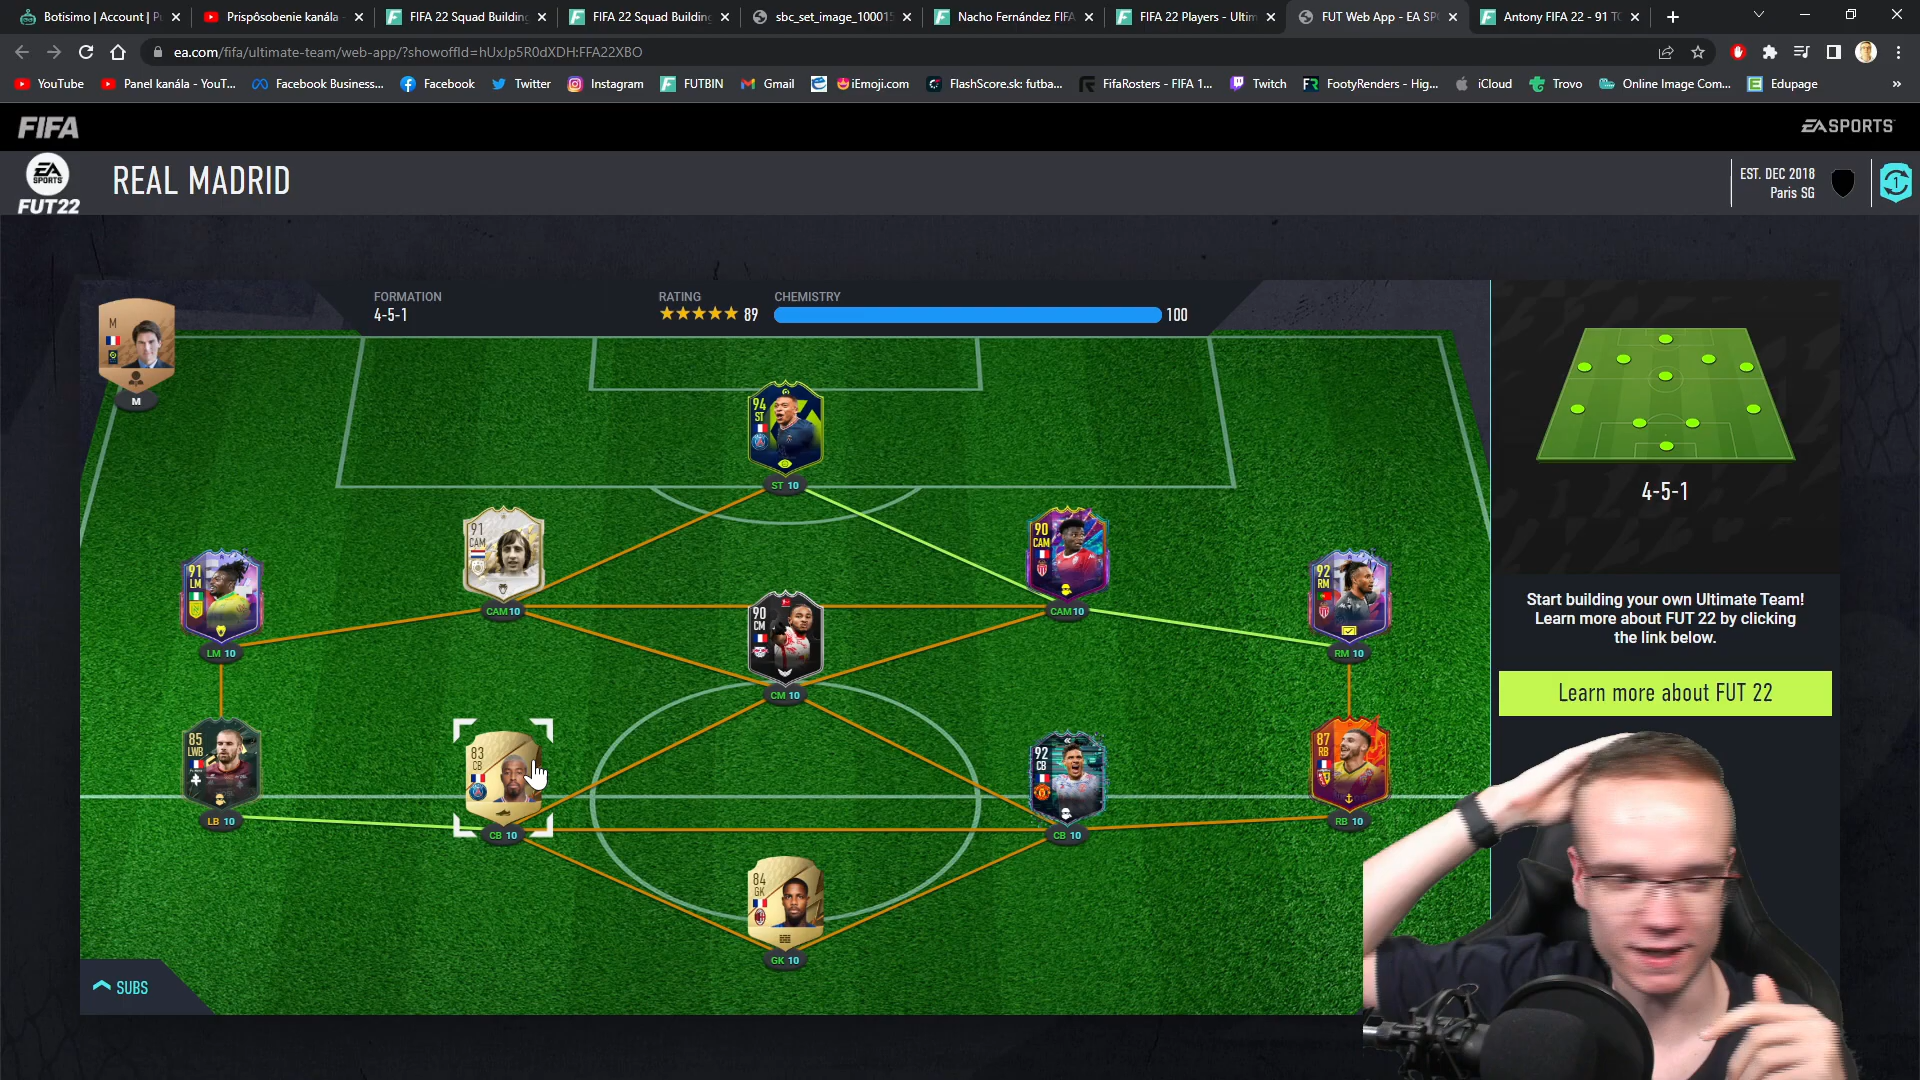 Botisimo | Account | Pu
Prispôsobenie kanála -
FIFA 22 Squad Building
FIFA 22 Squad Building
sbc_set_image_100015
Nacho Fernández FIFA
FIFA 22 Players - Ultim
FUT Web App - EA SP
Antony FIFA 22 - 91 TO
ea.com/fifa/ultimate-team/web-app/?showoffId=hUxJp5R0dXDH:FFA22XBO
YouTube
Panel kanála - YouT...
Facebook Business...
Facebook
Twitter
Instagram
FUTBIN
Gmail
iEmoji.com
FlashScore.sk: futba...
FifaRosters - FIFA 1...
Twitch
FootyRenders - Hig...
iCloud
Trovo
Online Image Com...
Edupage
»
FIFA
EA SPORTS
EA SPORTS
FUT22
REAL MADRID
EST. DEC 2018
Paris SG
1
FORMATION
4-5-1
RATING
89
CHEMISTRY
100
M
M
94
ST
ST 10
91
CAM
CAM 10
90
CAM
CAM 10
91
LM
LM 10
90
CM
CM 10
92
RM
RM 10
85
LWB
LB 10
83
CB
CB 10
92
CB
CB 10
87
RB
RB 10
84
GK
GK 10
SUBS
4-5-1
Start building your own Ultimate Team!
Learn more about FUT 22 by clicking
the link below.
Learn more about FUT 22